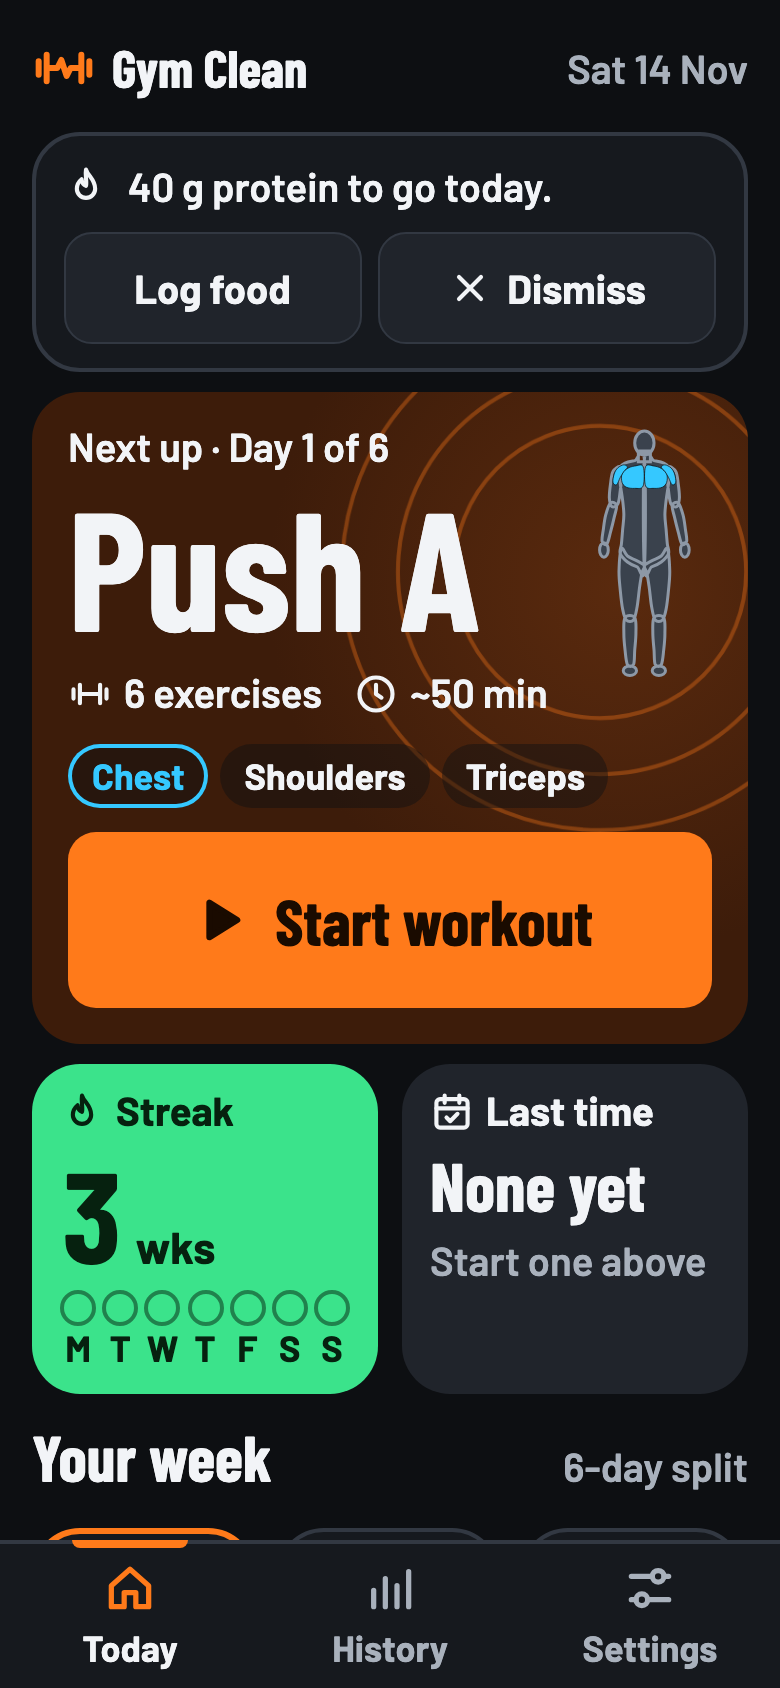 Gym Clean
Sat 14 Nov
40 g protein to go today.
Log food
Dismiss
Next up · Day 1 of 6
Push A
6 exercises
~50 min
Chest
Shoulders
Triceps
Start workout
Streak
3 wks
M T W T F S S
Last time
None yet
Start one above
Your week
6-day split
Today
History
Settings